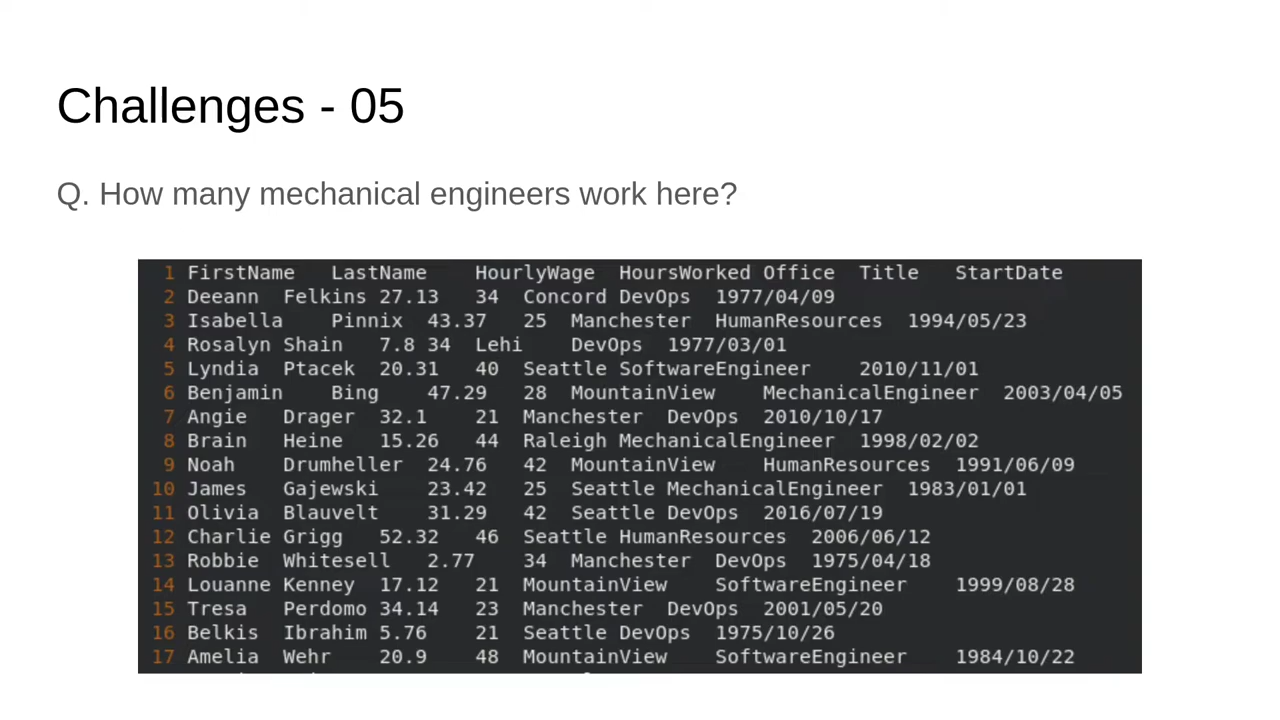 Challenges - 05
Q. How many mechanical engineers work here?
1 FirstName LastName HourlyWage HoursWorked Office Title StartDate
2 Deeann Felkins 27.13 34 Concord DevOps 1977/04/09
3 Isabella Pinnix 43.37 25 Manchester HumanResources 1994/05/23
4 Rosalyn Shain 7.8 34 Lehi DevOps 1977/03/01
5 Lyndia Ptacek 20.31 40 Seattle SoftwareEngineer 2010/11/01
6 Benjamin Bing 47.29 28 MountainView MechanicalEngineer 2003/04/05
7 Angie Drager 32.1 21 Manchester DevOps 2010/10/17
8 Brain Heine 15.26 44 Raleigh MechanicalEngineer 1998/02/02
9 Noah Drumheller 24.76 42 MountainView HumanResources 1991/06/09
10 James Gajewski 23.42 25 Seattle MechanicalEngineer 1983/01/01
11 Olivia Blauvelt 31.29 42 Seattle DevOps 2016/07/19
12 Charlie Grigg 52.32 46 Seattle HumanResources 2006/06/12
13 Robbie Whitesell 2.77 34 Manchester DevOps 1975/04/18
14 Louanne Kenney 17.12 21 MountainView SoftwareEngineer 1999/08/28
15 Tresa Perdomo 34.14 23 Manchester DevOps 2001/05/20
16 Belkis Ibrahim 5.76 21 Seattle DevOps 1975/10/26
17 Amelia Wehr 20.9 48 MountainView SoftwareEngineer 1984/10/22